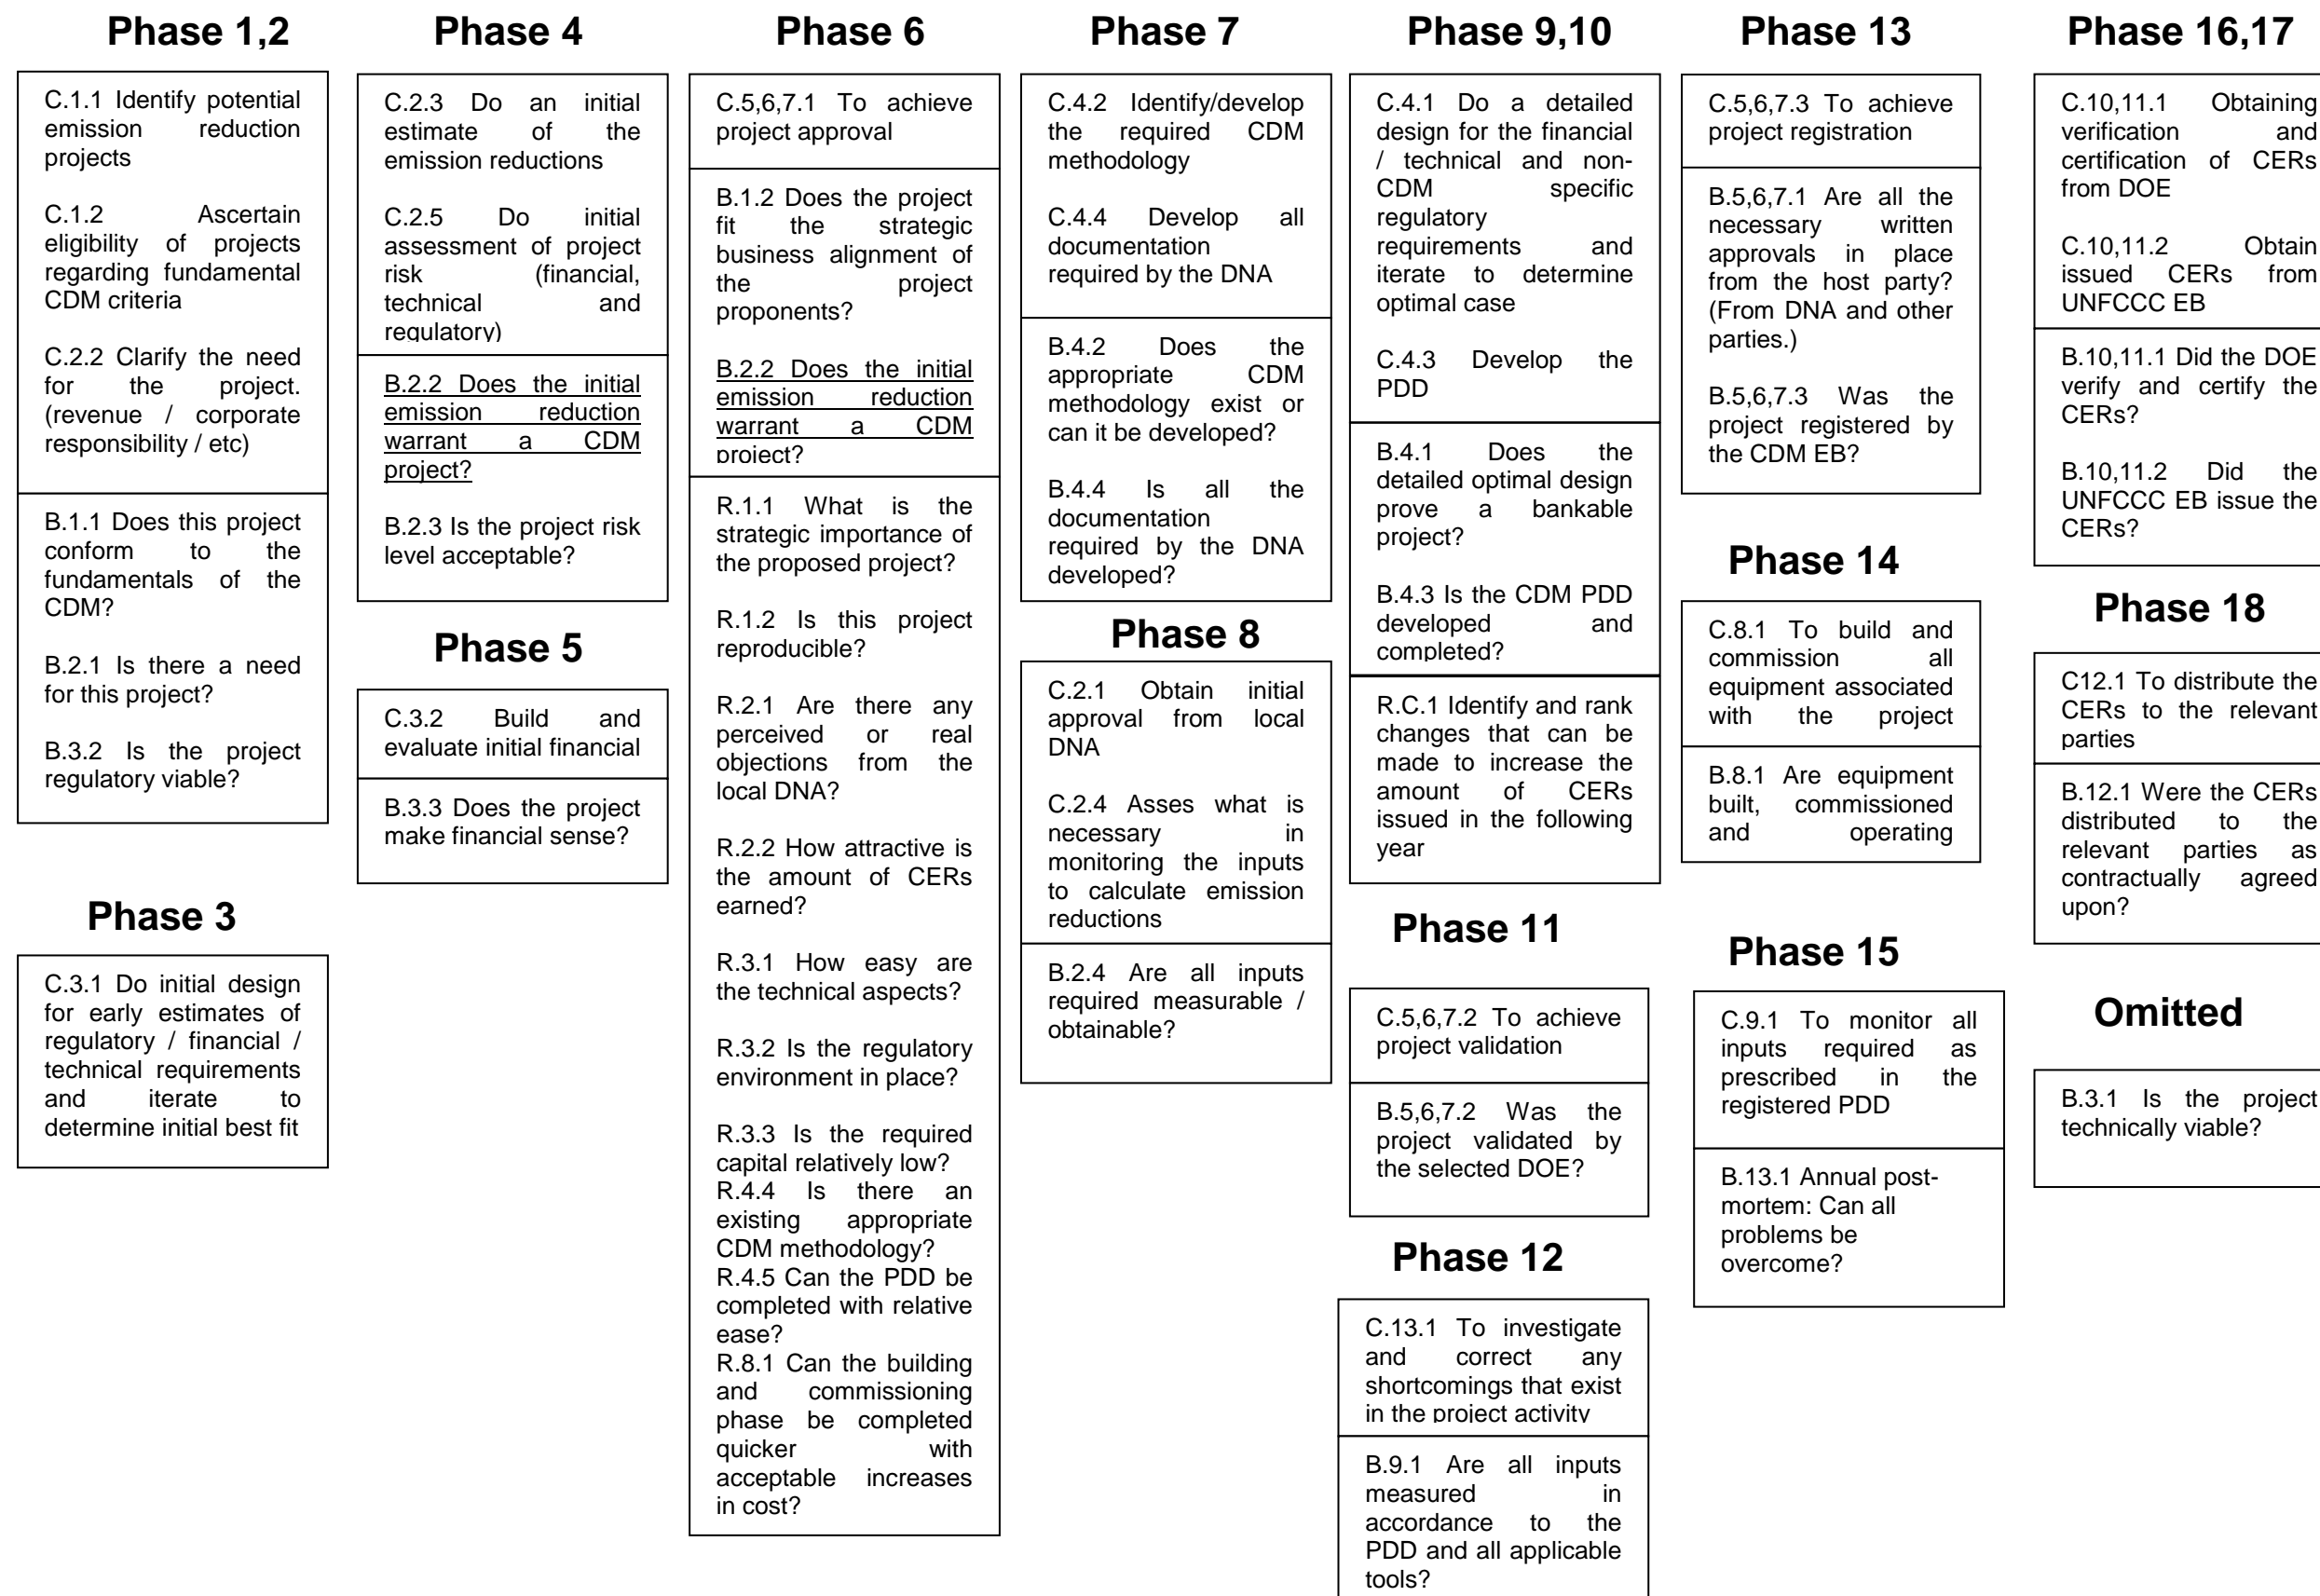 Phase 1,2
C.1.1 Identify potential
emission reduction
projects
C.1.2 Ascertain
eligibility of projects
regarding fundamental
CDM criteria
C.2.2 Clarify the need
for the project.
(revenue / corporate
responsibility / etc)
B.1.1 Does this project
conform to the
fundamentals of the
CDM?
B.2.1 Is there a need
for this project?
B.3.2 Is the project
regulatory viable?
Phase 3
C.3.1 Do initial design
for early estimates of
regulatory / financial /
technical requirements
and iterate to
determine initial best fit
Phase 4
C.2.3 Do an initial
estimate of the
emission reductions
C.2.5 Do initial
assessment of project
risk (financial,
technical and
regulatory)
B.2.2 Does the initial
emission reduction
warrant a CDM
project?
B.2.3 Is the project risk
level acceptable?
Phase 5
C.3.2 Build and
evaluate initial financial
B.3.3 Does the project
make financial sense?
Phase 6
C.5,6,7.1 To achieve
project approval
B.1.2 Does the project
fit the strategic
business alignment of
the project
proponents?
B.2.2 Does the initial
emission reduction
warrant a CDM
project?
R.1.1 What is the
strategic importance of
the proposed project?
R.1.2 Is this project
reproducible?
R.2.1 Are there any
perceived or real
objections from the
local DNA?
R.2.2 How attractive is
the amount of CERs
earned?
R.3.1 How easy are
the technical aspects?
R.3.2 Is the regulatory
environment in place?
R.3.3 Is the required
capital relatively low?
R.4.4 Is there an
existing appropriate
CDM methodology?
R.4.5 Can the PDD be
completed with relative
ease?
R.8.1 Can the building
and commissioning
phase be completed
quicker with
acceptable increases
in cost?
Phase 7
C.4.2 Identify/develop
the required CDM
methodology
C.4.4 Develop all
documentation
required by the DNA
B.4.2 Does the
appropriate CDM
methodology exist or
can it be developed?
B.4.4 Is all the
documentation
required by the DNA
developed?
Phase 8
C.2.1 Obtain initial
approval from local
DNA
C.2.4 Asses what is
necessary in
monitoring the inputs
to calculate emission
reductions
B.2.4 Are all inputs
required measurable /
obtainable?
Phase 9,10
C.4.1 Do a detailed
design for the financial
/ technical and non-
CDM specific
regulatory
requirements and
iterate to determine
optimal case
C.4.3 Develop the
PDD
B.4.1 Does the
detailed optimal design
prove a bankable
project?
B.4.3 Is the CDM PDD
developed and
completed?
R.C.1 Identify and rank
changes that can be
made to increase the
amount of CERs
issued in the following
year
Phase 11
C.5,6,7.2 To achieve
project validation
B.5,6,7.2 Was the
project validated by
the selected DOE?
Phase 12
C.13.1 To investigate
and correct any
shortcomings that exist
in the project activity
B.9.1 Are all inputs
measured in
accordance to the
PDD and all applicable
tools?
Phase 13
C.5,6,7.3 To achieve
project registration
B.5,6,7.1 Are all the
necessary written
approvals in place
from the host party?
(From DNA and other
parties.)
B.5,6,7.3 Was the
project registered by
the CDM EB?
Phase 14
C.8.1 To build and
commission all
equipment associated
with the project
B.8.1 Are equipment
built, commissioned
and operating
Phase 15
C.9.1 To monitor all
inputs required as
prescribed in the
registered PDD
B.13.1 Annual post-
mortem: Can all
problems be
overcome?
Phase 16,17
C.10,11.1 Obtaining
verification and
certification of CERs
from DOE
C.10,11.2 Obtain
issued CERs from
UNFCCC EB
B.10,11.1 Did the DOE
verify and certify the
CERs?
B.10,11.2 Did the
UNFCCC EB issue the
CERs?
Phase 18
C12.1 To distribute the
CERs to the relevant
parties
B.12.1 Were the CERs
distributed to the
relevant parties as
contractually agreed
upon?
Omitted
B.3.1 Is the project
technically viable?